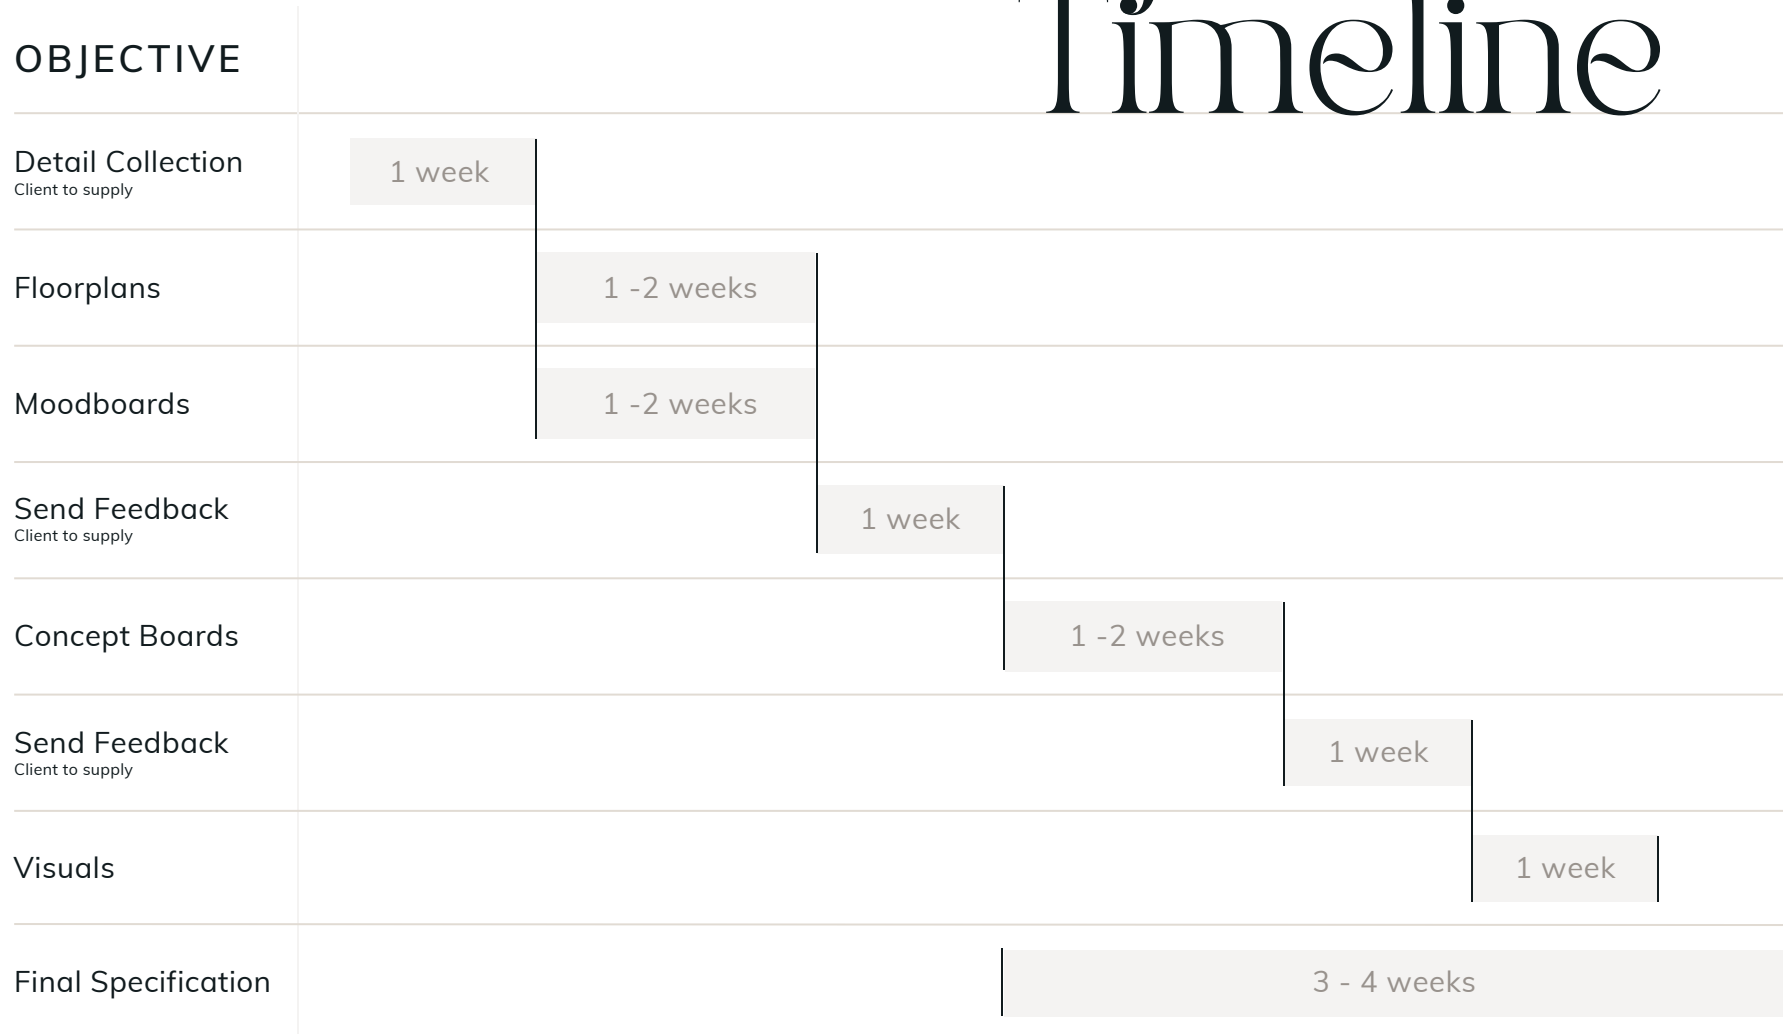 Timeline
OBJECTIVE
Detail Collection
Client to supply
1 week
Floorplans
1 -2 weeks
Moodboards
1 -2 weeks
Send Feedback
Client to supply
1 week
Concept Boards
1 -2 weeks
Send Feedback
Client to supply
1 week
Visuals
1 week
Final Specification
3 - 4 weeks